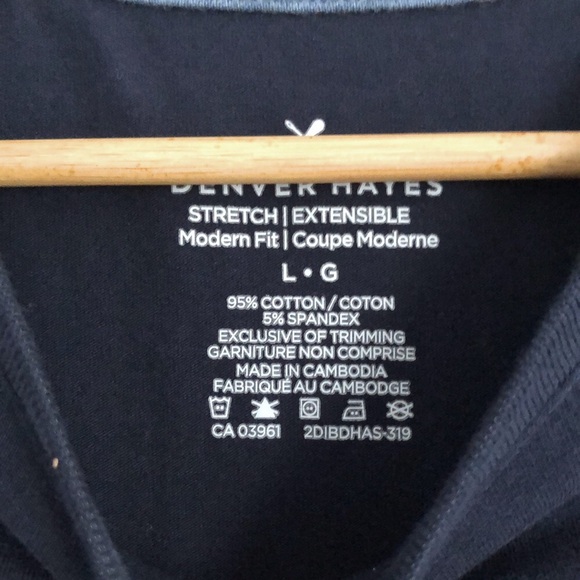 DENVER HAYES
STRETCH | EXTENSIBLE
Modern Fit | Coupe Moderne
L • G
95% COTTON / COTON
5% SPANDEX
EXCLUSIVE OF TRIMMING
GARNITURE NON COMPRISE
MADE IN CAMBODIA
FABRIQUÉ AU CAMBODGE
CA 03961 2DIBDHAS-319